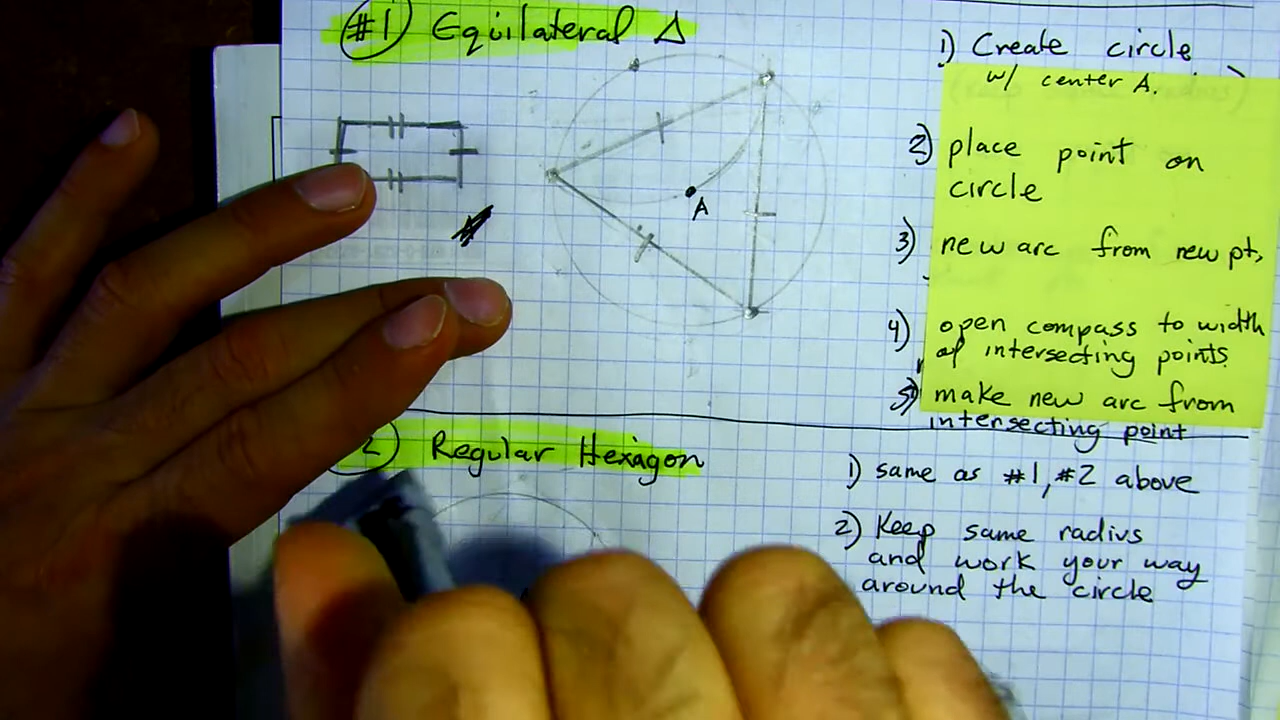 #1) Equilateral Δ
A
1) Create circle
w/ center A.
2) place point on
circle
3) new arc from new pt.
4) open compass to width
of intersecting points.
5) make new arc from
intersecting point
2) Regular Hexagon
1) same as #1, #2 above
2) Keep same radius
and work your way
around the circle